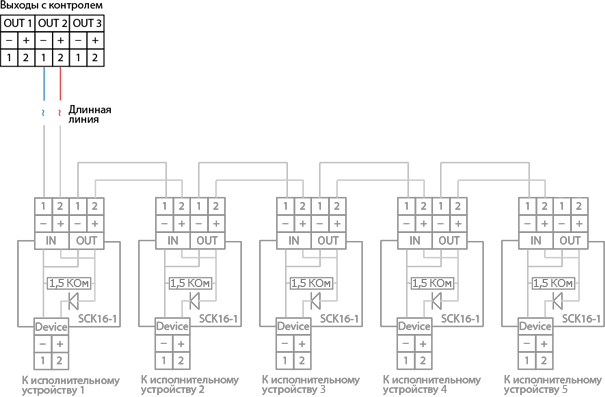 Выходы с контролем
OUT 1 OUT 2 OUT 3
– + – + – +
1 2 1 2 1 2
~ ~ Длинная
линия
1 2 1 2 1 2 1 2 1 2 1 2 1 2 1 2 1 2 1 2
– + – + – + – + – + – + – + – + – + – +
IN OUT IN OUT IN OUT IN OUT IN OUT
1,5 КОм 1,5 КОм 1,5 КОм 1,5 КОм 1,5 КОм
SCK16-1 SCK16-1 SCK16-1 SCK16-1 SCK16-1
Device Device Device Device Device
– + – + – + – + – +
1 2 1 2 1 2 1 2 1 2
К исполнительному К исполнительному К исполнительному К исполнительному К исполнительному
устройству 1 устройству 2 устройству 3 устройству 4 устройству 5